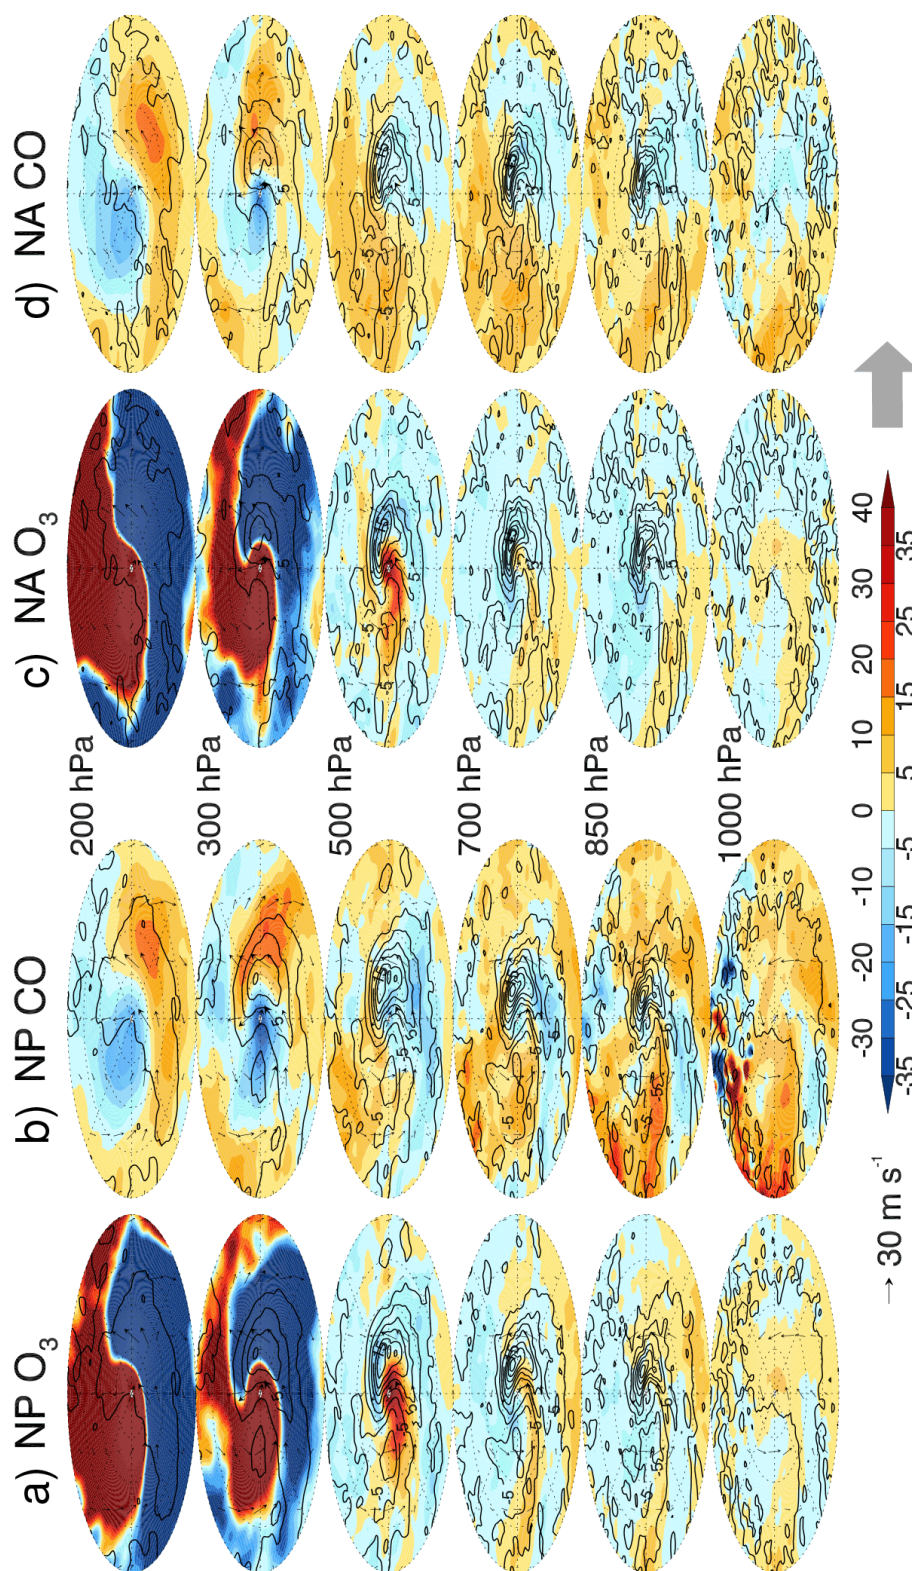 a) NP O₃
b) NP CO
c) NA O₃
d) NA CO
200 hPa
300 hPa
500 hPa
700 hPa
850 hPa
1000 hPa
30 m s⁻¹
-30 -20 -10 0 10 20 30 40
-35 -25 -15 -5 5 15 25 35